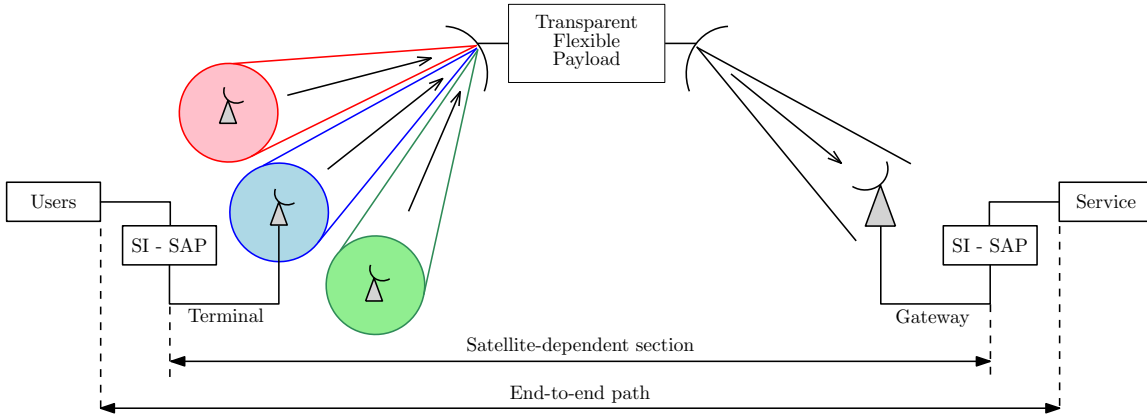 Transparent
Flexible
Payload
Users
Service
SI - SAP
SI - SAP
Terminal
Gateway
Satellite-dependent section
End-to-end path